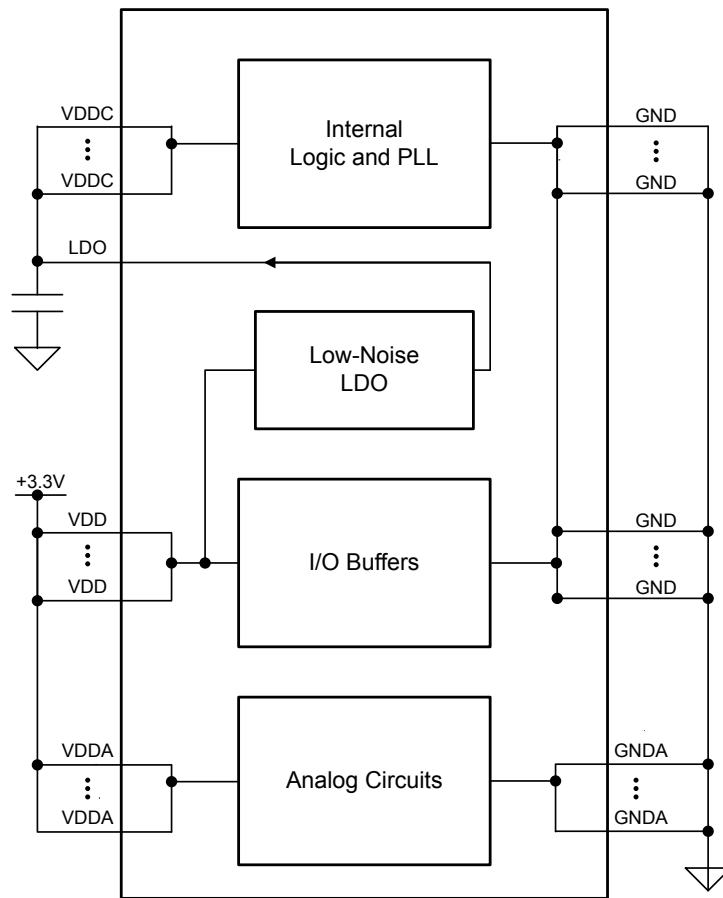 VDDC
Internal
Logic and PLL
GND
VDDC
GND
LDO
Low-Noise
LDO
+3.3V
VDD
GND
I/O Buffers
VDD
GND
VDDA
GNDA
Analog Circuits
VDDA
GNDA